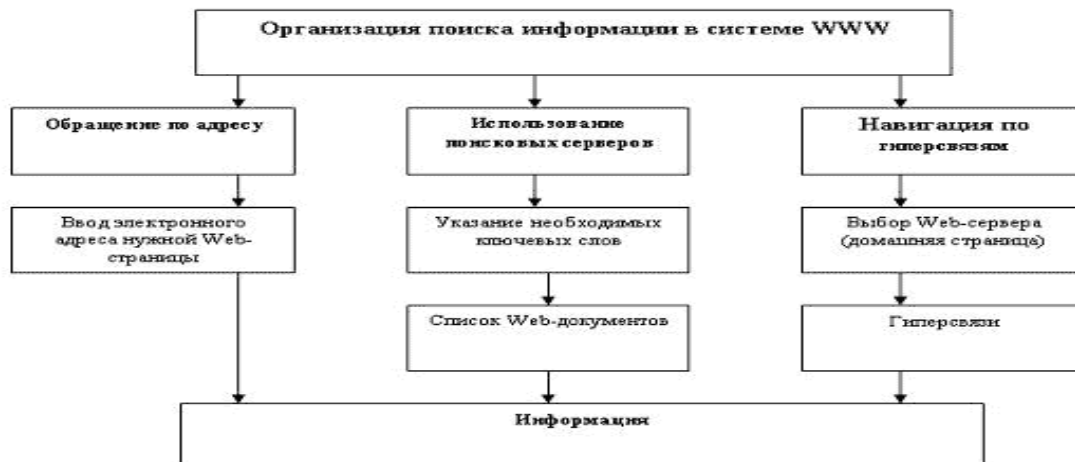 Организация поиска информации в системе WWW
Обращение по адресу
Использование
поисковых серверов
Навигация по
гиперсвязям
Ввод электронного
адреса нужной Web-
страницы
Указание необходимых
ключевых слов
Выбор Web-сервера
(домашняя страница)
Список Web-документов
Гиперсвязи
Информация